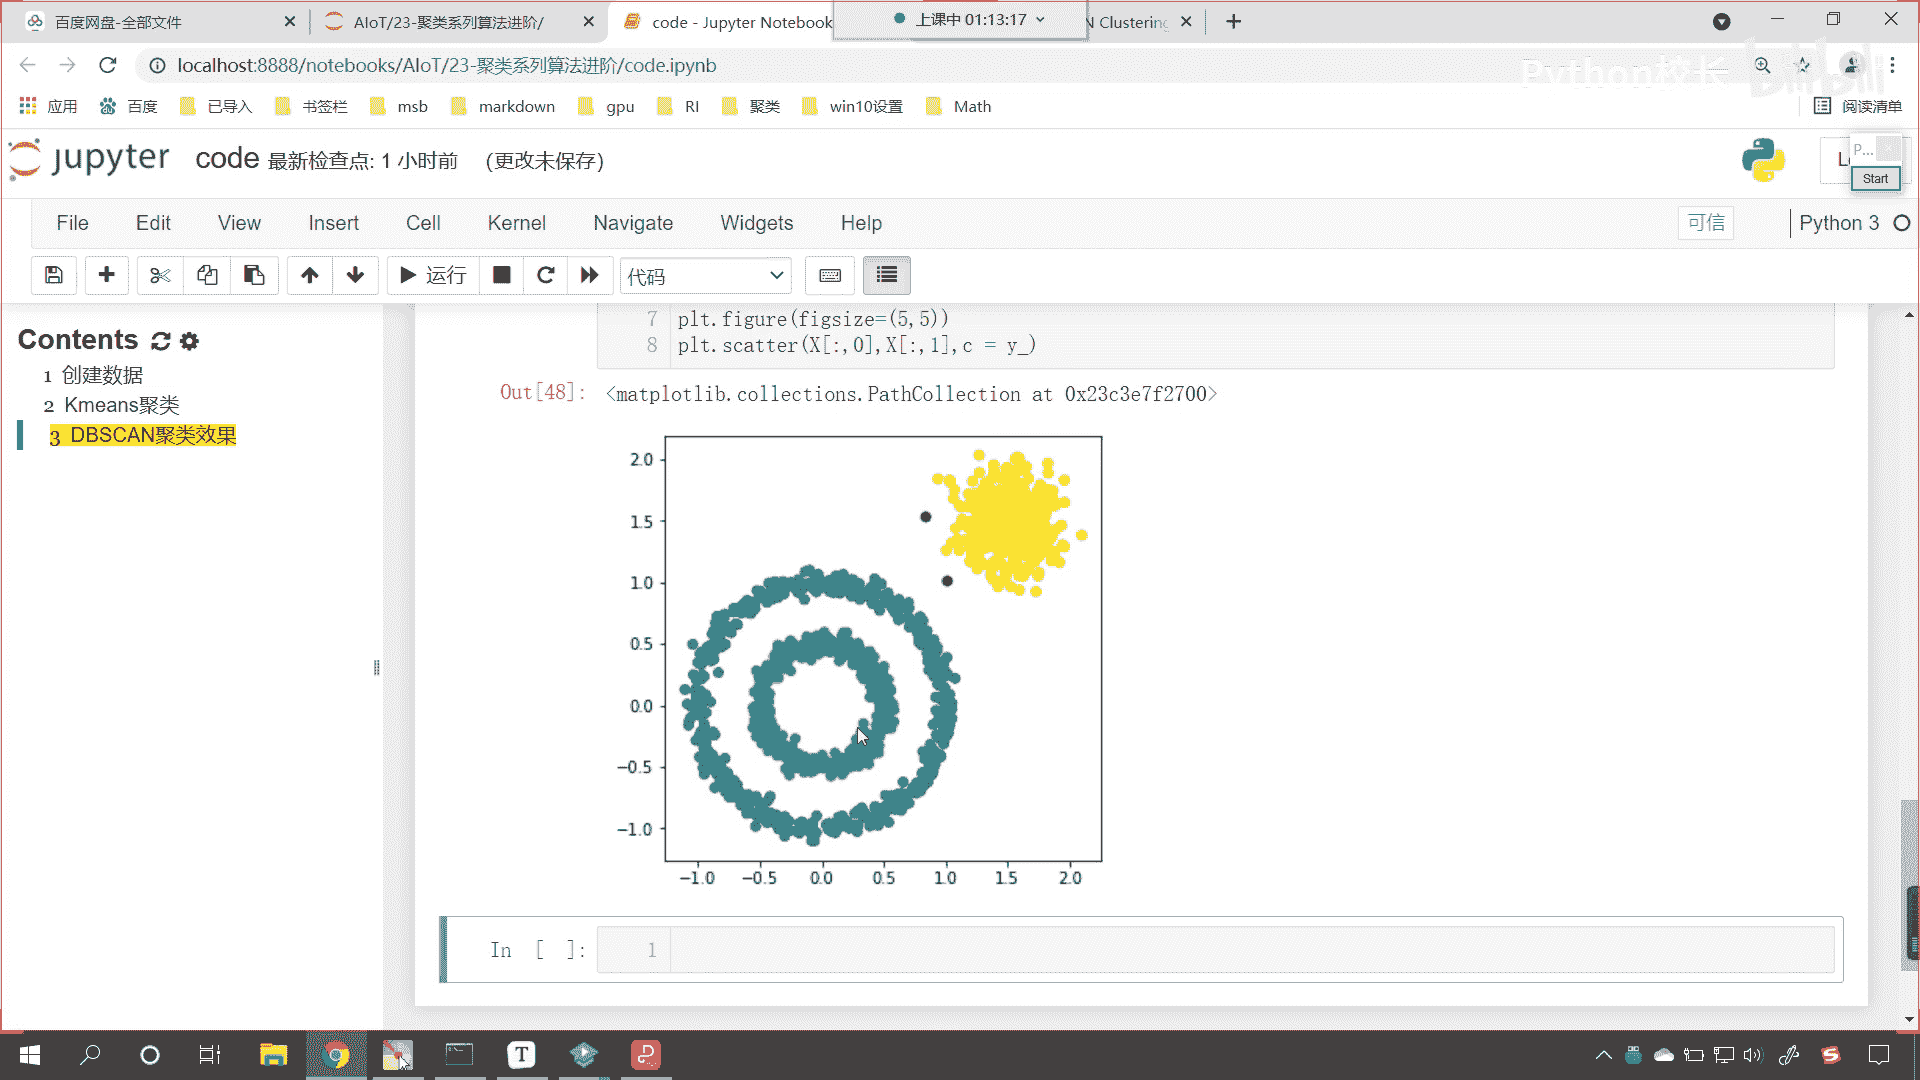 百度网盘-全部文件
AIoT/23-聚类系列算法进阶/
code - Jupyter Notebook
上课中 01:13:17
N Clustering
localhost:8888/notebooks/AIoT/23-聚类系列算法进阶/code.ipynb
Python校长
bilibili
应用 百度 已导入 书签栏 msb markdown gpu RI 聚类 win10设置 Math 阅读清单
jupyter code 最新检查点: 1 小时前 (更改未保存)
P...
Start
File Edit View Insert Cell Kernel Navigate Widgets Help 可信 Python 3
运行 代码
Contents
1 创建数据
2 Kmeans聚类
3 DBSCAN聚类效果
7 plt.figure(figsize=(5,5))
8 plt.scatter(X[:,0],X[:,1],c = y_)
Out[48]: <matplotlib.collections.PathCollection at 0x23c3e7f2700>
2.0
1.5
1.0
0.5
0.0
−0.5
−1.0
−1.0 −0.5 0.0 0.5 1.0 1.5 2.0
In [ ]: 1